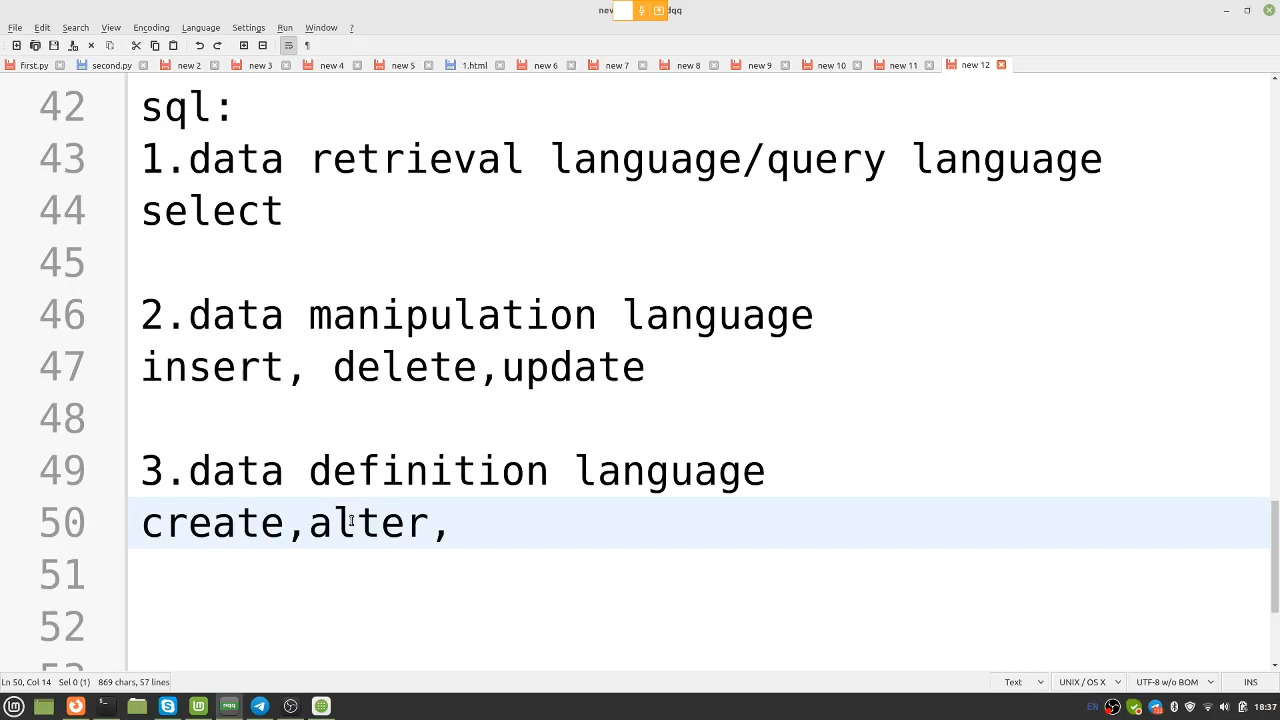 File Edit Search View Encoding Language Settings Run Window ?
first.py second.py new 2 new 3 new 4 new 5 1.html new 6 new 7 new 8 new 9 new 10 new 11 new 12
42 sql:
43 1.data retrieval language/query language
44 select
45
46 2.data manipulation language
47 insert, delete,update
48
49 3.data definition language
50 create,alter,
51
52
Ln 50, Col 14 Sel 0 (1) 869 chars, 57 lines Text UNIX / OS X UTF-8 w/o BOM INS
nqq EN 18:37